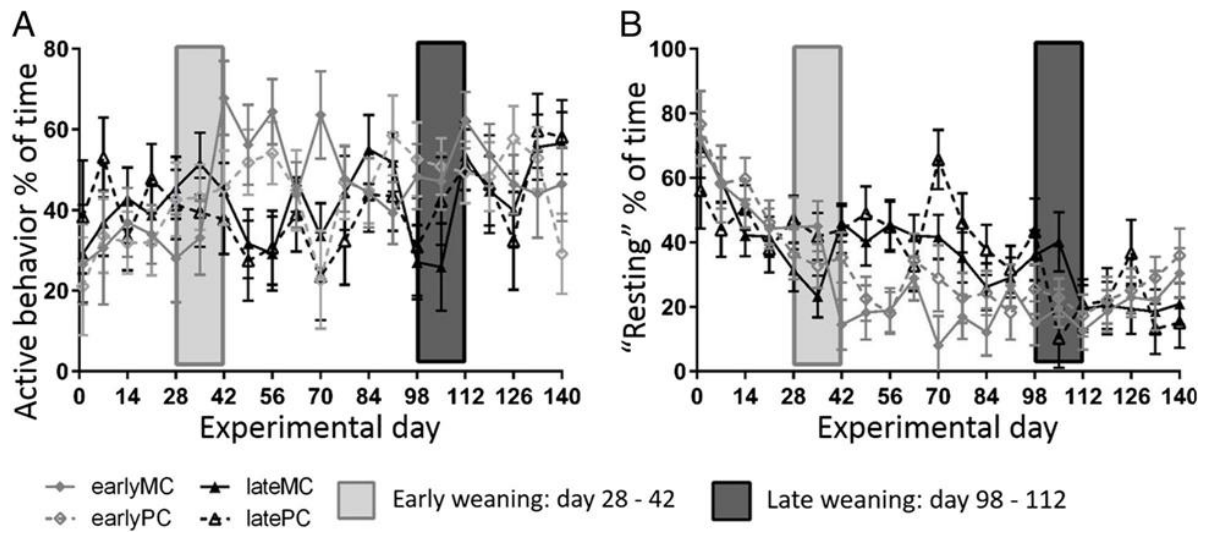 A
B
Active behavior % of time
80
60
40
20
0
0 14 28 42 56 70 84 98 112 126 140
Experimental day
"Resting" % of time
100
80
60
40
20
0
0 14 28 42 56 70 84 98 112 126 140
Experimental day
earlyMC lateMC Early weaning: day 28 - 42 Late weaning: day 98 - 112
earlyPC latePC